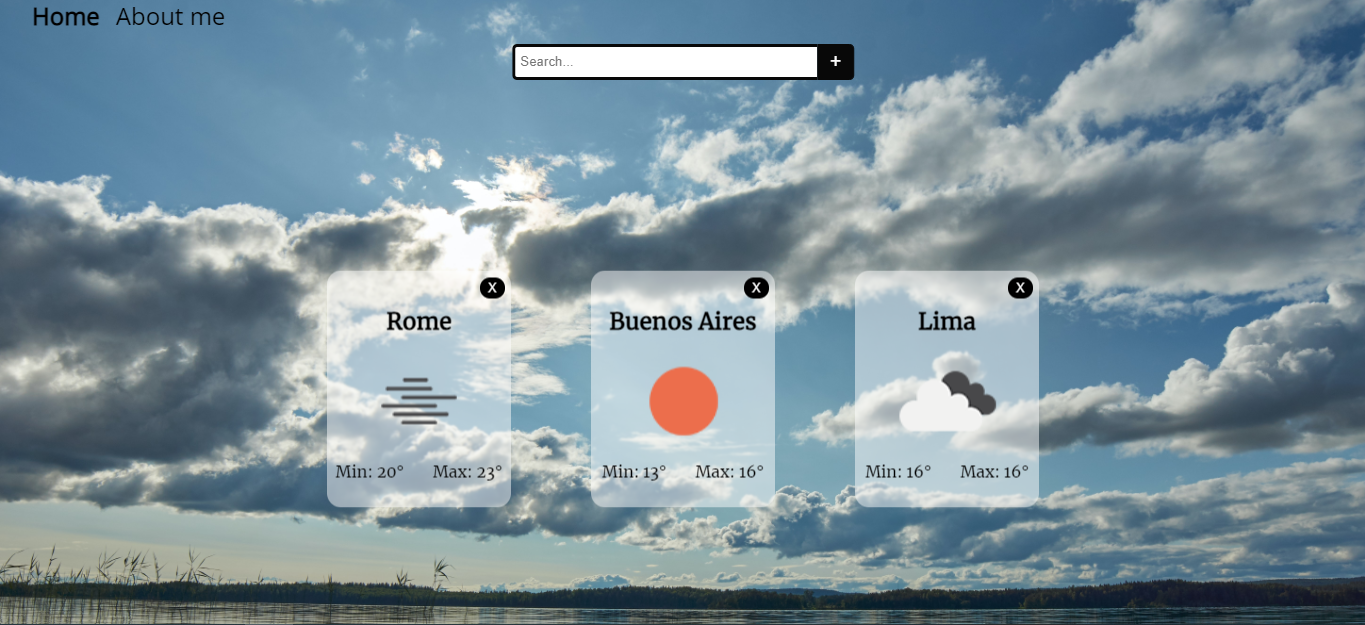 Home About me
Search...
+
X X X
Rome Buenos Aires Lima
Min: 20° Max: 23° Min: 13° Max: 16° Min: 16° Max: 16°